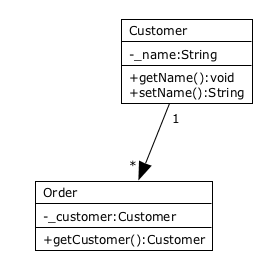 Customer
-_name:String
+getName():void
+setName():String
1
*
Order
-_customer:Customer
+getCustomer():Customer